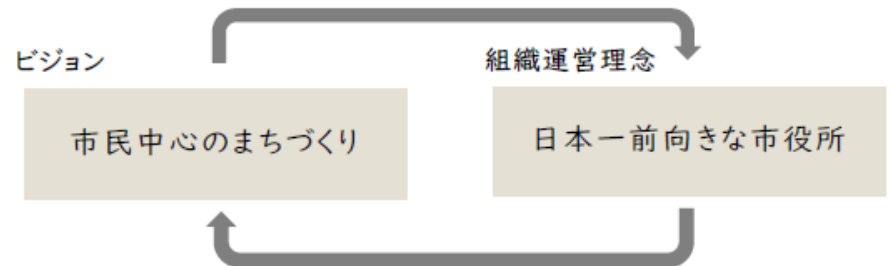 ビジョン
市民中心のまちづくり
組織運営理念
日本一前向きな市役所